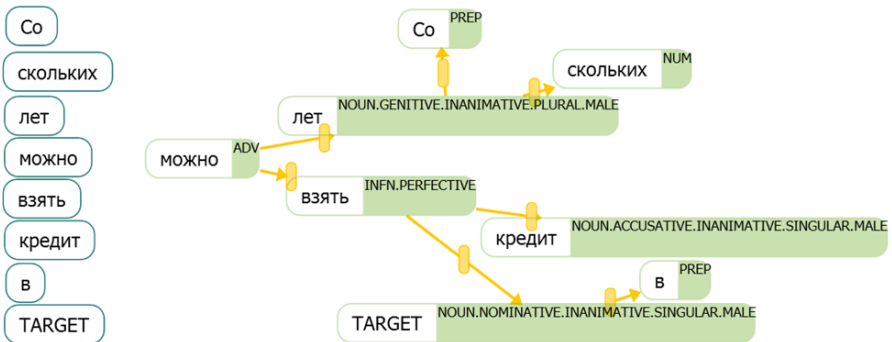 Со
скольких
лет
можно
взять
кредит
в
TARGET
Со PREP
скольких NUM
лет NOUN.GENITIVE.INANIMATIVE.PLURAL.MALE
можно ADV
взять INFN.PERFECTIVE
кредит NOUN.ACCUSATIVE.INANIMATIVE.SINGULAR.MALE
в PREP
TARGET NOUN.NOMINATIVE.INANIMATIVE.SINGULAR.MALE